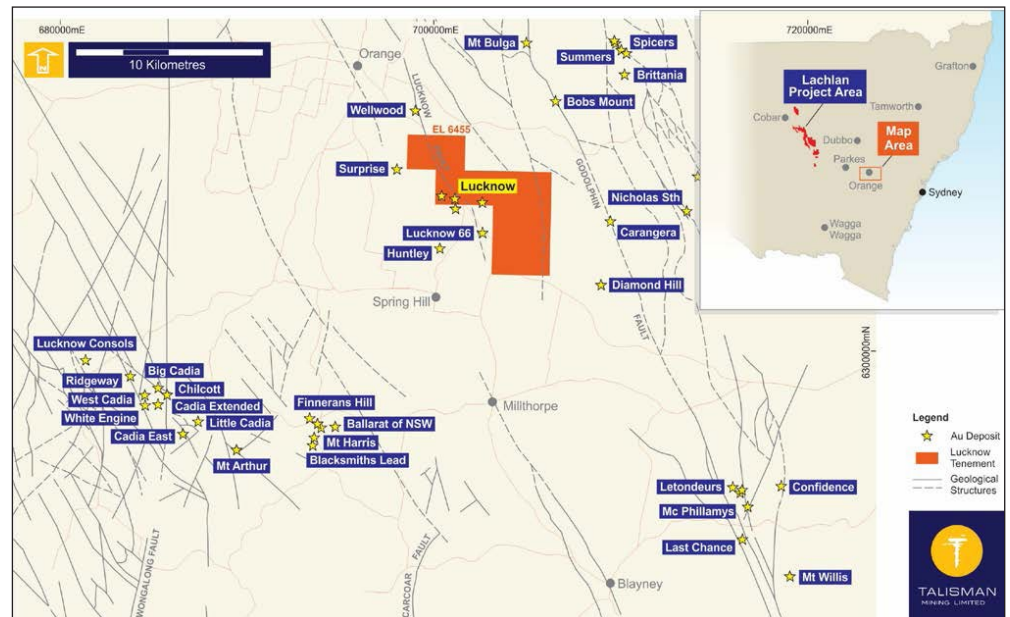 680000mE
700000mE
720000mE
10 Kilometres
Orange
Mt Bulga
Spicers
Summers
Brittania
Bobs Mount
LUCKNOW
Wellwood
EL 6455
Surprise
Lucknow
GODOLPHIN
Nicholas Sth
Lucknow 66
Carangera
Huntley
Diamond Hill
Spring Hill
FAULT
6300000mN
Lucknow Consols
Big Cadia
Ridgeway
Chilcott
West Cadia
Cadia Extended
White Engine
Little Cadia
Cadia East
Mt Arthur
Finnerans Hill
Ballarat of NSW
Mt Harris
Blacksmiths Lead
Millthorpe
Letondeurs
Confidence
Mc Phillamys
Last Chance
Mt Willis
Blayney
WONGALONG FAULT
CARCOAR FAULT
Grafton
Lachlan
Project Area
Tamworth
Cobar
Dubbo
Map
Area
Parkes
Orange
Sydney
Wagga
Wagga
Legend
Au Deposit
Lucknow
Tenement
Geological
Structures
TALISMAN
MINING LIMITED